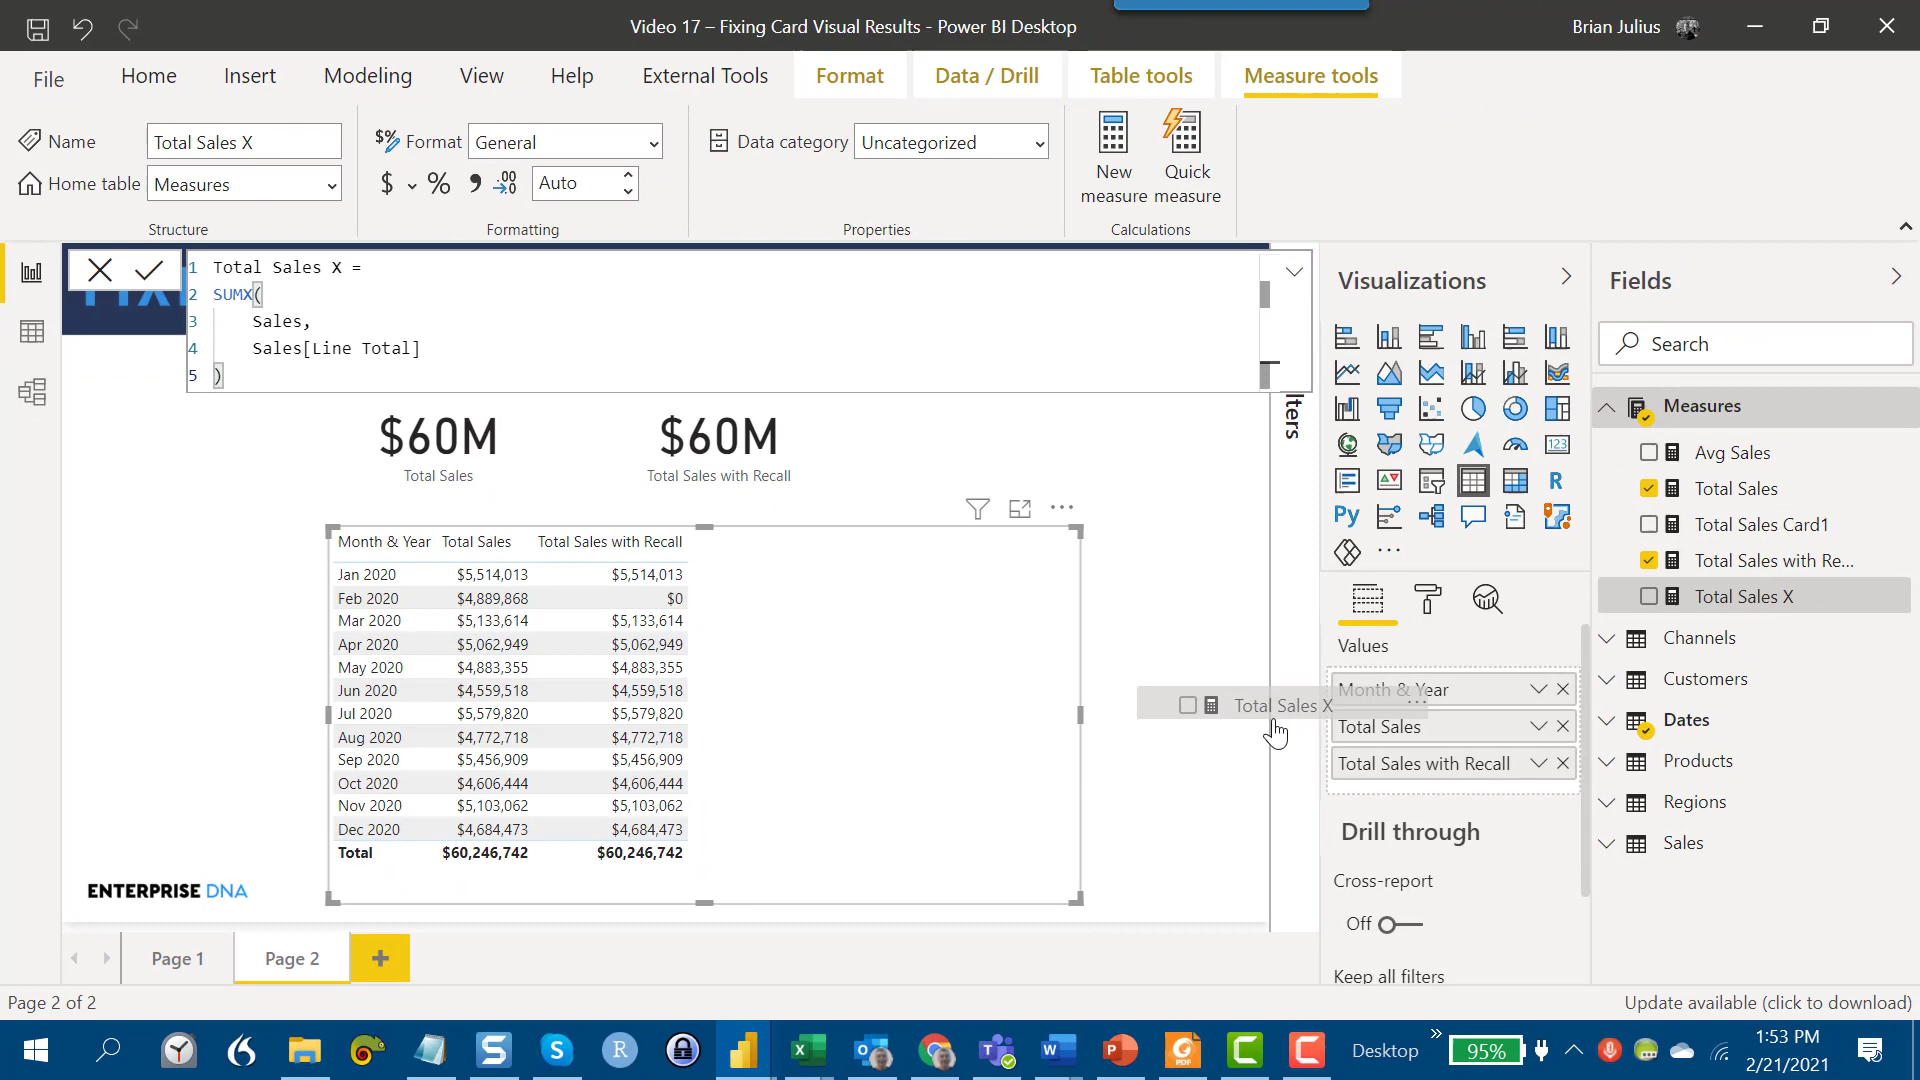 Video 17 – Fixing Card Visual Results - Power BI Desktop
Brian Julius
File Home Insert Modeling View Help External Tools Format Data / Drill Table tools Measure tools
Name Total Sales X
Home table Measures
Structure
Format General
$ % Auto
Formatting
Data category Uncategorized
Properties
New measure
Quick measure
Calculations
1 Total Sales X =
2 SUMX(
3 Sales,
4 Sales[Line Total]
5 )
$60M
Total Sales
$60M
Total Sales with Recall
Month & Year Total Sales Total Sales with Recall
Jan 2020 $5,514,013 $5,514,013
Feb 2020 $4,889,868 $0
Mar 2020 $5,133,614 $5,133,614
Apr 2020 $5,062,949 $5,062,949
May 2020 $4,883,355 $4,883,355
Jun 2020 $4,559,518 $4,559,518
Jul 2020 $5,579,820 $5,579,820
Aug 2020 $4,772,718 $4,772,718
Sep 2020 $5,456,909 $5,456,909
Oct 2020 $4,606,444 $4,606,444
Nov 2020 $5,103,062 $5,103,062
Dec 2020 $4,684,473 $4,684,473
Total $60,246,742 $60,246,742
ENTERPRISE DNA
Total Sales X
Visualizations
123
R
Py
Values
Month & Year
Total Sales
Total Sales with Recall
Drill through
Cross-report
Off
Keep all filters
Fields
Search
Measures
Avg Sales
Total Sales
Total Sales Card1
Total Sales with Re...
Total Sales X
Channels
Customers
Dates
Products
Regions
Sales
Page 1 Page 2 +
Page 2 of 2
Update available (click to download)
Desktop
95%
1:53 PM
2/21/2021